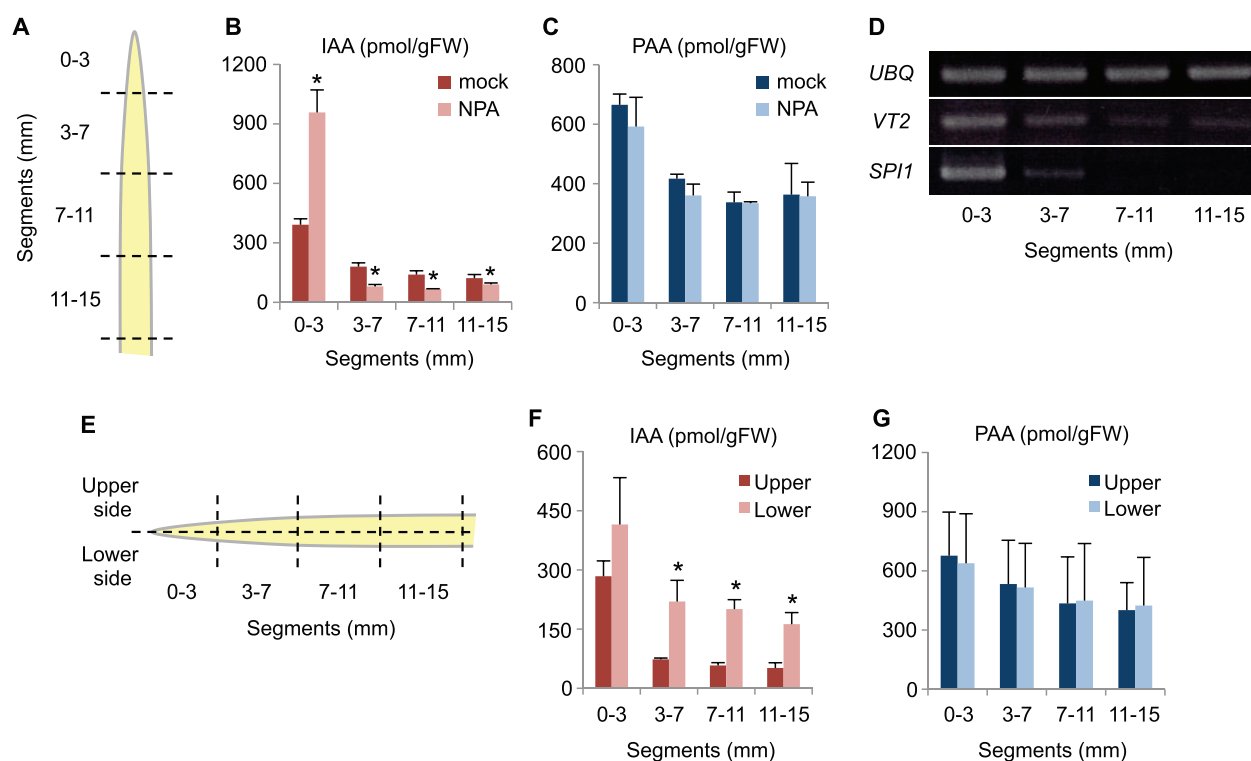 A
Segments (mm)
0-3
3-7
7-11
11-15
B
IAA (pmol/gFW)
1200
900
600
300
0
mock
NPA
*
*
*
*
0-3 3-7 7-11 11-15
Segments (mm)
C
PAA (pmol/gFW)
800
600
400
200
0
mock
NPA
0-3 3-7 7-11 11-15
Segments (mm)
D
UBQ
VT2
SPI1
0-3 3-7 7-11 11-15
Segments (mm)
E
Upper
side
Lower
side
0-3 3-7 7-11 11-15
Segments (mm)
F
IAA (pmol/gFW)
600
450
300
150
0
Upper
Lower
*
*
*
0-3 3-7 7-11 11-15
Segments (mm)
G
PAA (pmol/gFW)
1200
900
600
300
0
Upper
Lower
0-3 3-7 7-11 11-15
Segments (mm)